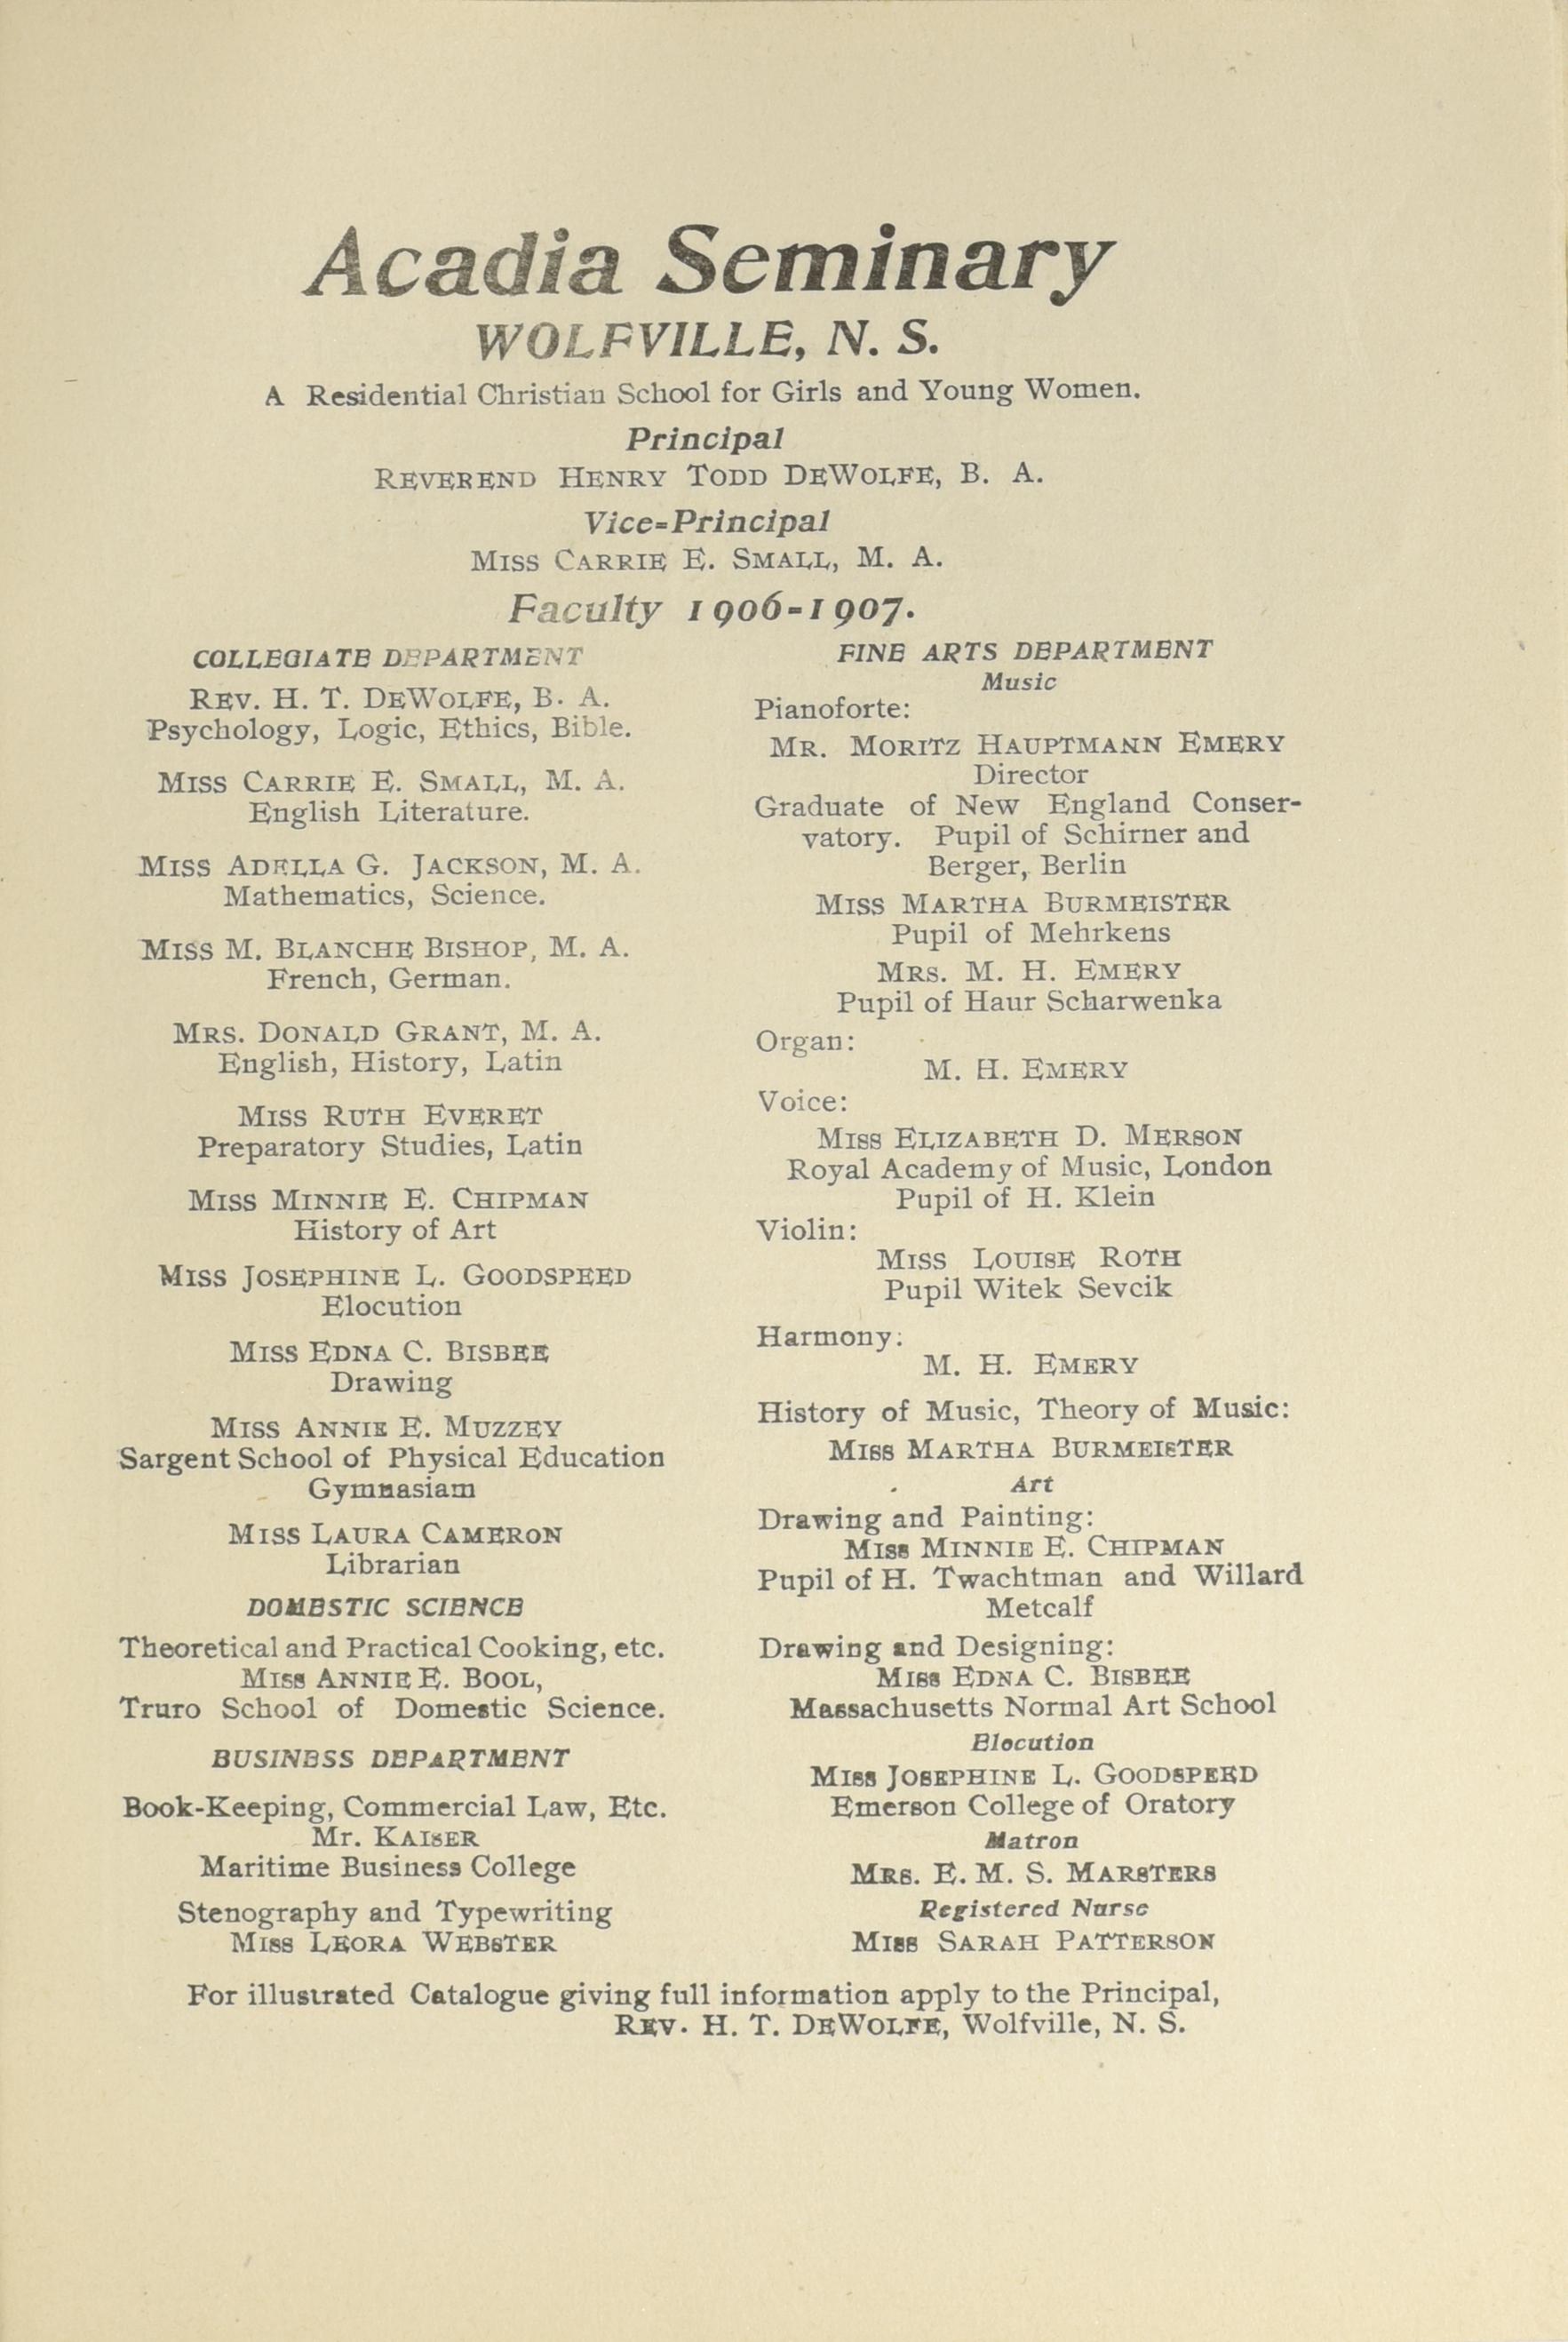 Acadia Seminary
WOLFVILLE, N. S.
A Residential Christian School for Girls and Young Women.
Principal
REVEREND HENRY TODD DEWOLFE, B. A.
Vice=Principal
MISS CARRIE E. SMALL, M. A.
Faculty 1906-1907.
COLLEGIATE DEPARTMENT
REV. H. T. DEWOLFE, B. A.
Psychology, Logic, Ethics, Bible.
MISS CARRIE E. SMALL, M. A.
English Literature.
MISS ADELLA G. JACKSON, M. A.
Mathematics, Science.
MISS M. BLANCHE BISHOP, M. A.
French, German.
MRS. DONALD GRANT, M. A.
English, History, Latin
MISS RUTH EVERET
Preparatory Studies, Latin
MISS MINNIE E. CHIPMAN
History of Art
MISS JOSEPHINE L. GOODSPEED
Elocution
MISS EDNA C. BISBEE
Drawing
MISS ANNIE E. MUZZEY
Sargent School of Physical Education
Gymnasiam
MISS LAURA CAMERON
Librarian
DOMESTIC SCIENCE
Theoretical and Practical Cooking, etc.
MISS ANNIE E. BOOL,
Truro School of Domestic Science.
BUSINESS DEPARTMENT
Book-Keeping, Commercial Law, Etc.
Mr. KAISER
Maritime Business College
Stenography and Typewriting
MISS LEORA WEBSTER
FINE ARTS DEPARTMENT
Music
Pianoforte:
MR. MORITZ HAUPTMANN EMERY
Director
Graduate of New England Conser-
vatory. Pupil of Schirner and
Berger, Berlin
MISS MARTHA BURMEISTER
Pupil of Mehrkens
MRS. M. H. EMERY
Pupil of Haur Scharwenka
Organ:
M. H. EMERY
Voice:
MISS ELIZABETH D. MERSON
Royal Academy of Music, London
Pupil of H. Klein
Violin:
MISS LOUISE ROTH
Pupil Witek Sevcik
Harmony:
M. H. EMERY
History of Music, Theory of Music:
MISS MARTHA BURMEISTER
Art
Drawing and Painting:
MISS MINNIE E. CHIPMAN
Pupil of H. Twachtman and Willard
Metcalf
Drawing and Designing:
MISS EDNA C. BISBEE
Massachusetts Normal Art School
Elocution
MISS JOSEPHINE L. GOODSPEED
Emerson College of Oratory
Matron
MRS. E. M. S. MARSTERS
Registered Nurse
MISS SARAH PATTERSON
For illustrated Catalogue giving full information apply to the Principal,
REV. H. T. DEWOLFE, Wolfville, N. S.